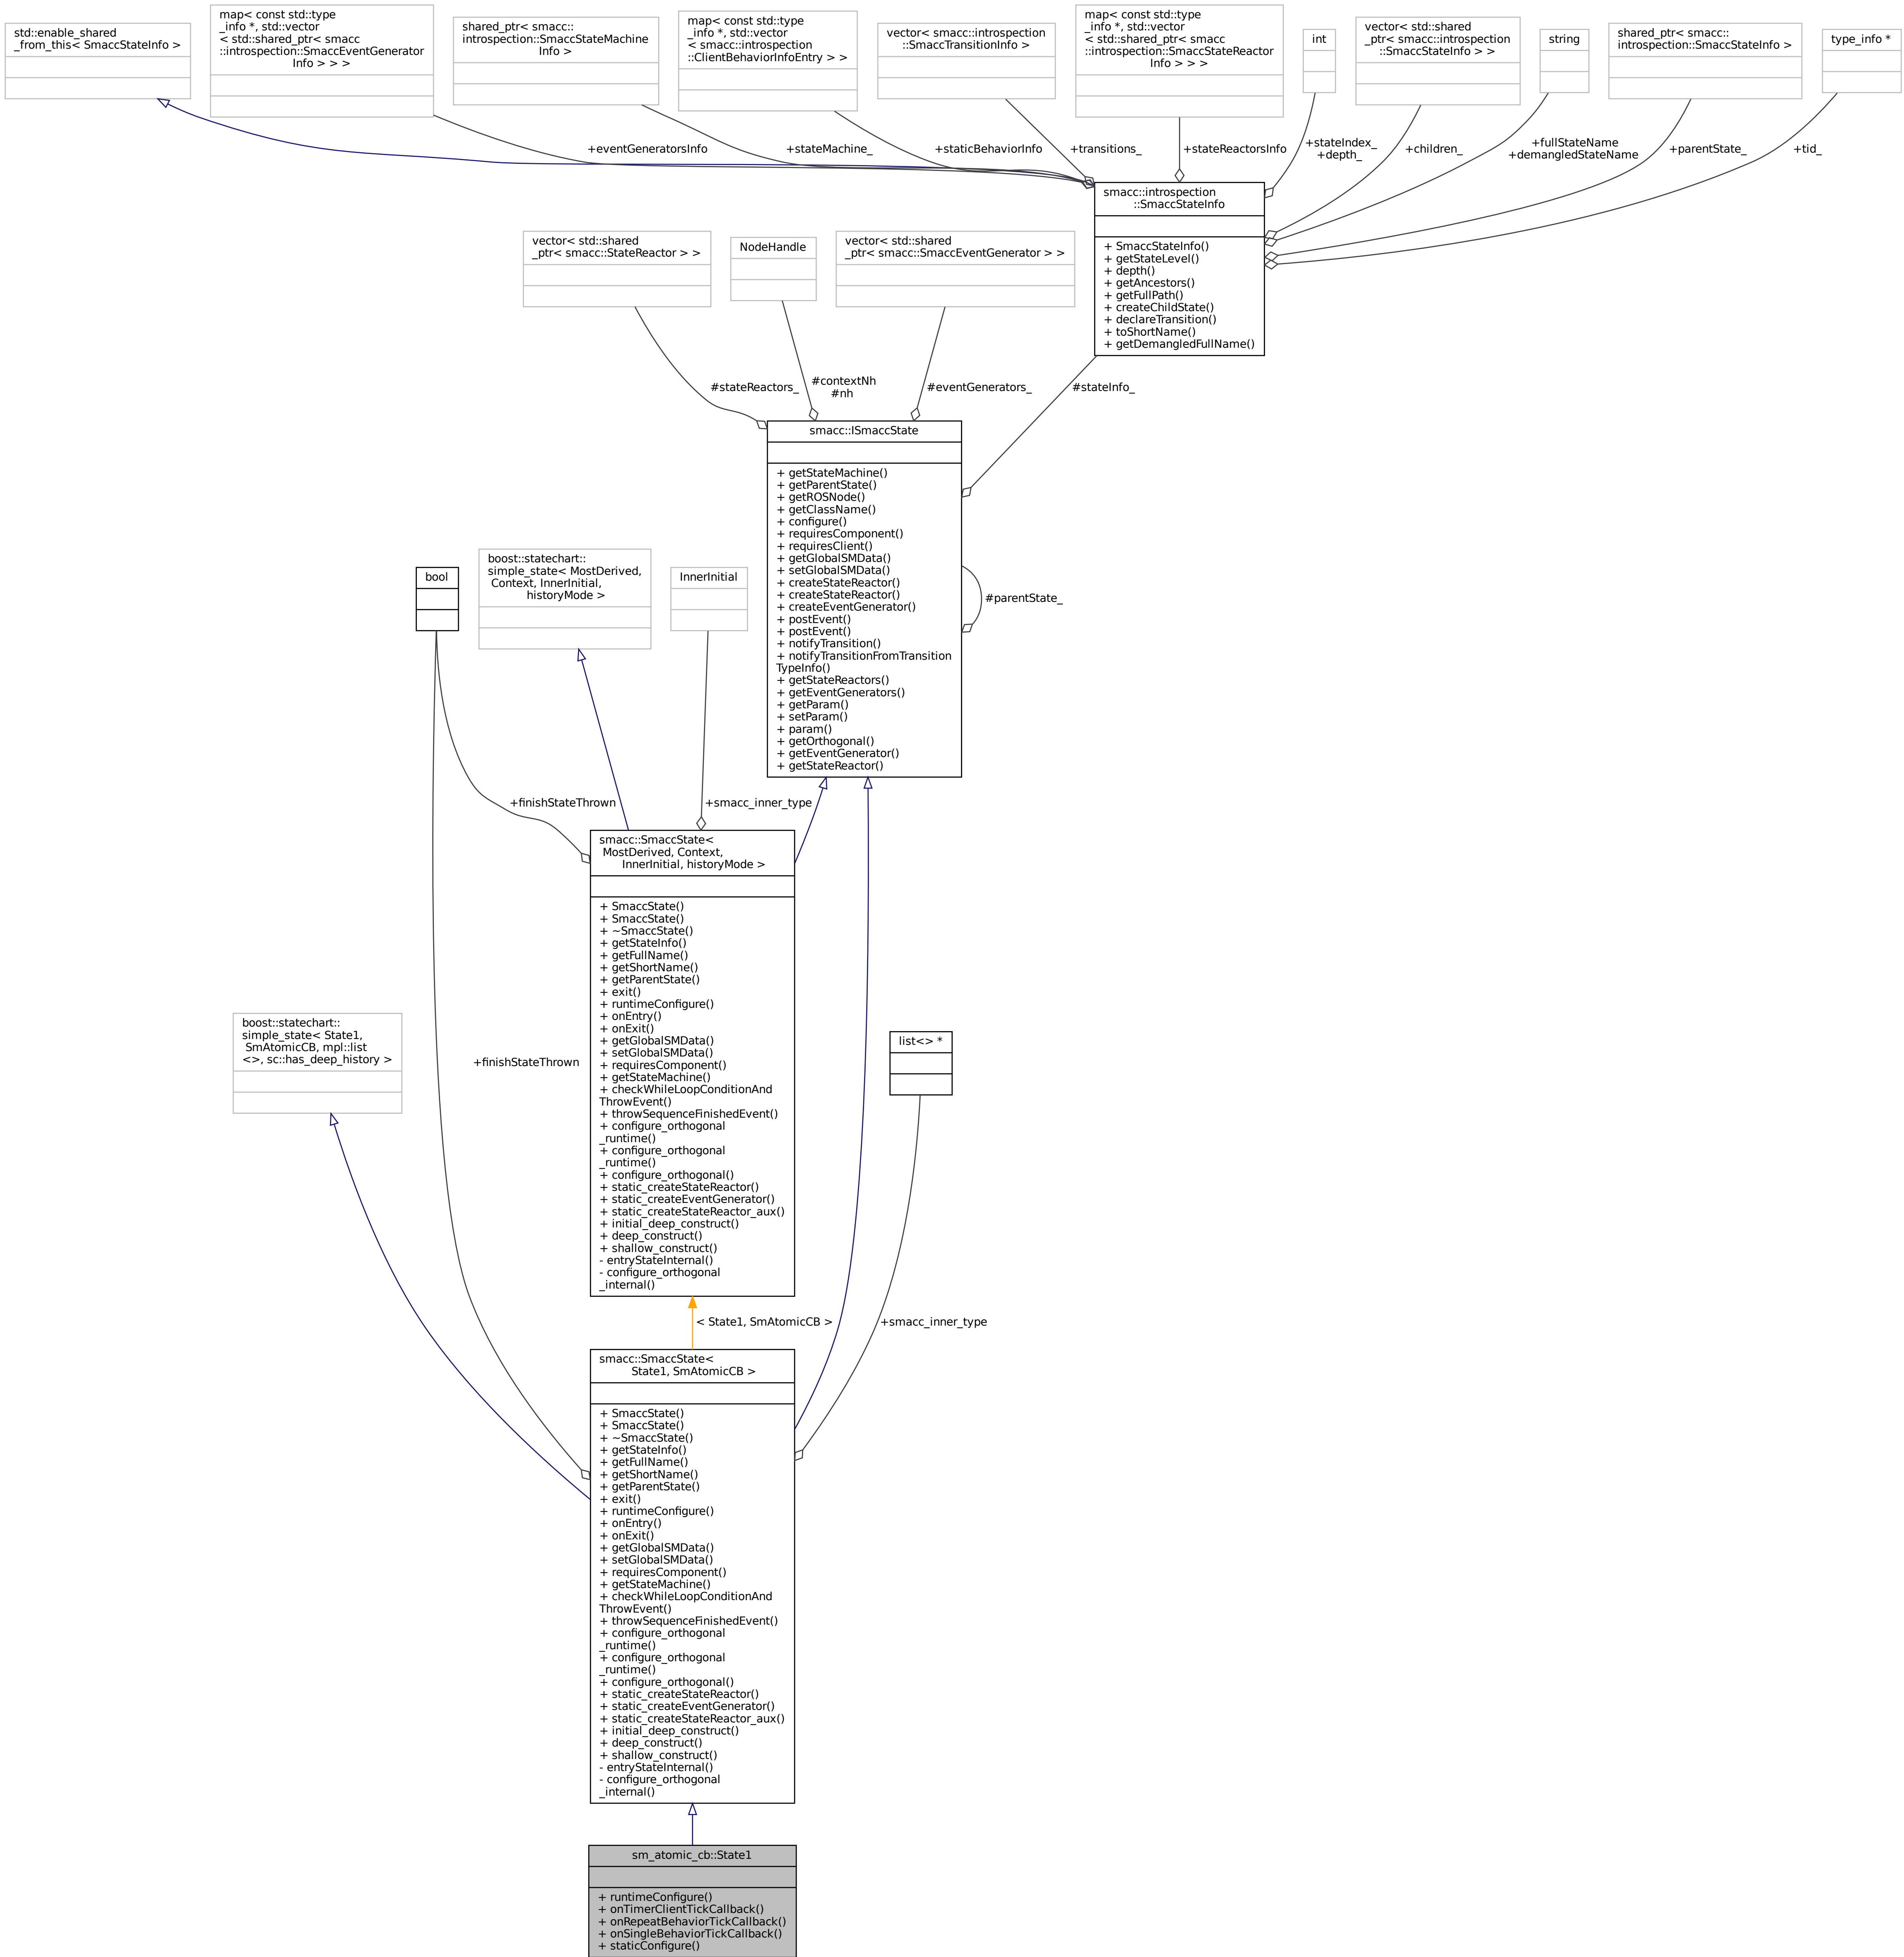 std::enable_shared
_from_this< SmaccStateInfo >
map< const std::type
_info *, std::vector
< std::shared_ptr< smacc
::introspection::SmaccEventGenerator
Info > > >
shared_ptr< smacc::
introspection::SmaccStateMachine
Info >
map< const std::type
_info *, std::vector
< smacc::introspection
::ClientBehaviorInfoEntry > >
vector< smacc::introspection
::SmaccTransitionInfo >
map< const std::type
_info *, std::vector
< std::shared_ptr< smacc
::introspection::SmaccStateReactor
Info > > >
int
vector< std::shared
_ptr< smacc::introspection
::SmaccStateInfo > >
string
shared_ptr< smacc::
introspection::SmaccStateInfo >
type_info *
+eventGeneratorsInfo
+stateMachine_
+staticBehaviorInfo
+transitions_
+stateReactorsInfo
+stateIndex_
+depth_
+children_
+fullStateName
+demangledStateName
+parentState_
+tid_
smacc::introspection
::SmaccStateInfo
+ SmaccStateInfo()
+ getStateLevel()
+ depth()
+ getAncestors()
+ getFullPath()
+ createChildState()
+ declareTransition()
+ toShortName()
+ getDemangledFullName()
vector< std::shared
_ptr< smacc::StateReactor > >
NodeHandle
vector< std::shared
_ptr< smacc::SmaccEventGenerator > >
#stateReactors_
#contextNh
#nh
#eventGenerators_
#stateInfo_
smacc::ISmaccState
+ getStateMachine()
+ getParentState()
+ getROSNode()
+ getClassName()
+ configure()
+ requiresComponent()
+ requiresClient()
+ getGlobalSMData()
+ setGlobalSMData()
+ createStateReactor()
+ createStateReactor()
+ createEventGenerator()
+ postEvent()
+ postEvent()
+ notifyTransition()
+ notifyTransitionFromTransition
TypeInfo()
+ getStateReactors()
+ getEventGenerators()
+ getParam()
+ setParam()
+ param()
+ getOrthogonal()
+ getEventGenerator()
+ getStateReactor()
#parentState_
bool
boost::statechart::
simple_state< MostDerived,
Context, InnerInitial,
historyMode >
InnerInitial
+finishStateThrown
+smacc_inner_type
smacc::SmaccState<
MostDerived, Context,
InnerInitial, historyMode >
+ SmaccState()
+ SmaccState()
+ ~SmaccState()
+ getStateInfo()
+ getFullName()
+ getShortName()
+ getParentState()
+ exit()
+ runtimeConfigure()
+ onEntry()
+ onExit()
+ getGlobalSMData()
+ setGlobalSMData()
+ requiresComponent()
+ getStateMachine()
+ checkWhileLoopConditionAnd
ThrowEvent()
+ throwSequenceFinishedEvent()
+ configure_orthogonal
_runtime()
+ configure_orthogonal
_runtime()
+ configure_orthogonal()
+ static_createStateReactor()
+ static_createEventGenerator()
+ static_createStateReactor_aux()
+ initial_deep_construct()
+ deep_construct()
+ shallow_construct()
- entryStateInternal()
- configure_orthogonal
_internal()
boost::statechart::
simple_state< State1,
SmAtomicCB, mpl::list
<>, sc::has_deep_history >
+finishStateThrown
list<> *
< State1, SmAtomicCB >
+smacc_inner_type
smacc::SmaccState<
State1, SmAtomicCB >
+ SmaccState()
+ SmaccState()
+ ~SmaccState()
+ getStateInfo()
+ getFullName()
+ getShortName()
+ getParentState()
+ exit()
+ runtimeConfigure()
+ onEntry()
+ onExit()
+ getGlobalSMData()
+ setGlobalSMData()
+ requiresComponent()
+ getStateMachine()
+ checkWhileLoopConditionAnd
ThrowEvent()
+ throwSequenceFinishedEvent()
+ configure_orthogonal
_runtime()
+ configure_orthogonal
_runtime()
+ configure_orthogonal()
+ static_createStateReactor()
+ static_createEventGenerator()
+ static_createStateReactor_aux()
+ initial_deep_construct()
+ deep_construct()
+ shallow_construct()
- entryStateInternal()
- configure_orthogonal
_internal()
sm_atomic_cb::State1
+ runtimeConfigure()
+ onTimerClientTickCallback()
+ onRepeatBehaviorTickCallback()
+ onSingleBehaviorTickCallback()
+ staticConfigure()